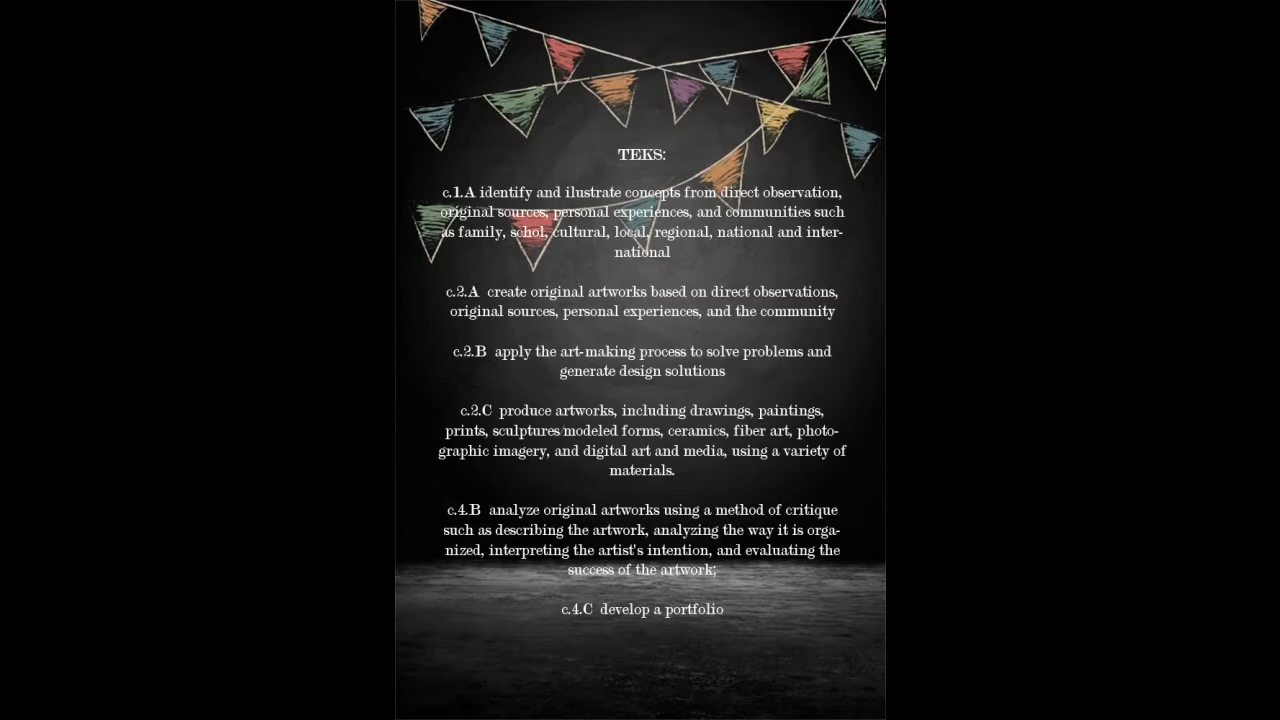 TEKS:
c.1.A identify and ilustrate concepts from direct observation,
original sources, personal experiences, and communities such
as family, schol, cultural, local, regional, national and inter-
national
c.2.A create original artworks based on direct observations,
original sources, personal experiences, and the community
c.2.B apply the art-making process to solve problems and
generate design solutions
c.2.C produce artworks, including drawings, paintings,
prints, sculptures/modeled forms, ceramics, fiber art, photo-
graphic imagery, and digital art and media, using a variety of
materials.
c.4.B analyze original artworks using a method of critique
such as describing the artwork, analyzing the way it is orga-
nized, interpreting the artist's intention, and evaluating the
success of the artwork;
c.4.C develop a portfolio